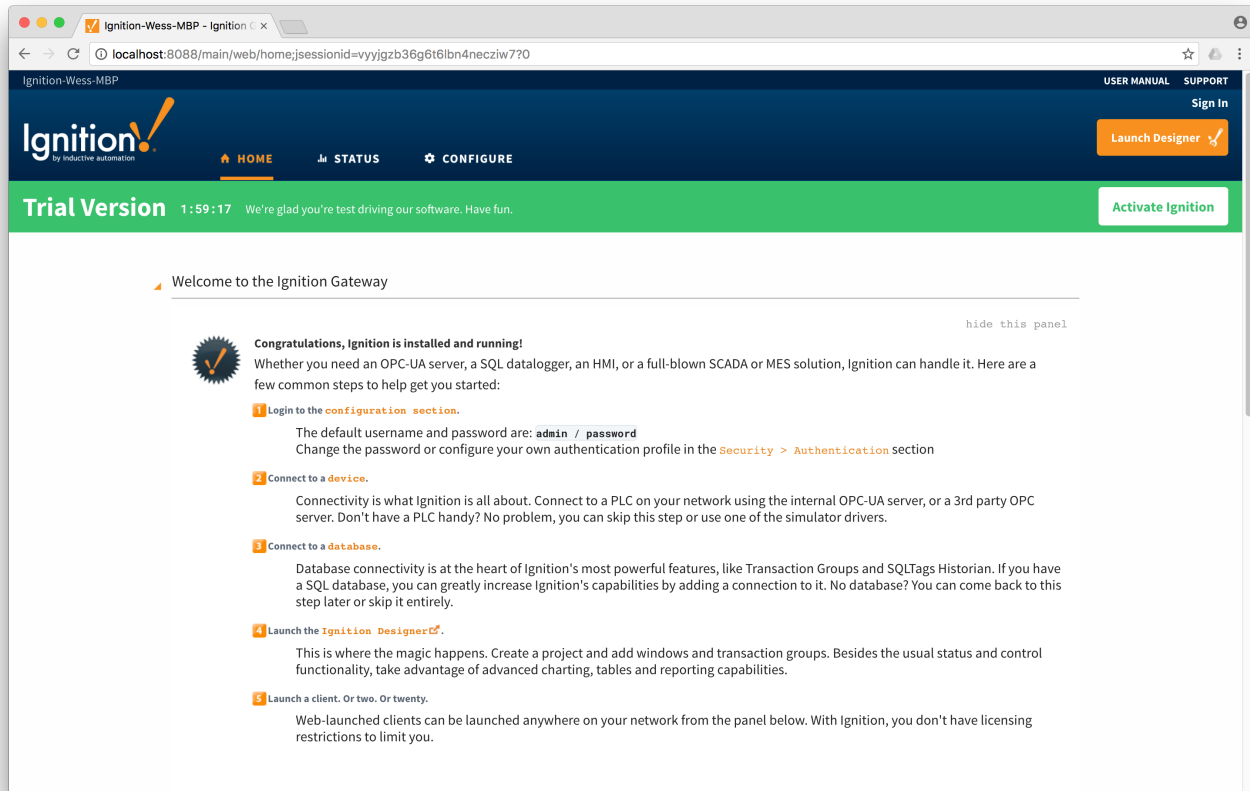 Ignition-Wess-MBP - Ignition G
localhost:8088/main/web/home;jsessionid=vyyjgzb36g6t6lbn4necziw7?0
Ignition-Wess-MBP
USER MANUAL SUPPORT
Sign In
Ignition!
by inductive automation
Launch Designer
HOME STATUS CONFIGURE
Trial Version 1:59:17 We're glad you're test driving our software. Have fun.
Activate Ignition
Welcome to the Ignition Gateway
hide this panel
Congratulations, Ignition is installed and running!
Whether you need an OPC-UA server, a SQL datalogger, an HMI, or a full-blown SCADA or MES solution, Ignition can handle it. Here are a
few common steps to help get you started:
1 Login to the configuration section.
The default username and password are: admin / password
Change the password or configure your own authentication profile in the Security > Authentication section
2 Connect to a device.
Connectivity is what Ignition is all about. Connect to a PLC on your network using the internal OPC-UA server, or a 3rd party OPC
server. Don't have a PLC handy? No problem, you can skip this step or use one of the simulator drivers.
3 Connect to a database.
Database connectivity is at the heart of Ignition's most powerful features, like Transaction Groups and SQLTags Historian. If you have
a SQL database, you can greatly increase Ignition's capabilities by adding a connection to it. No database? You can come back to this
step later or skip it entirely.
4 Launch the Ignition Designer.
This is where the magic happens. Create a project and add windows and transaction groups. Besides the usual status and control
functionality, take advantage of advanced charting, tables and reporting capabilities.
5 Launch a client. Or two. Or twenty.
Web-launched clients can be launched anywhere on your network from the panel below. With Ignition, you don't have licensing
restrictions to limit you.